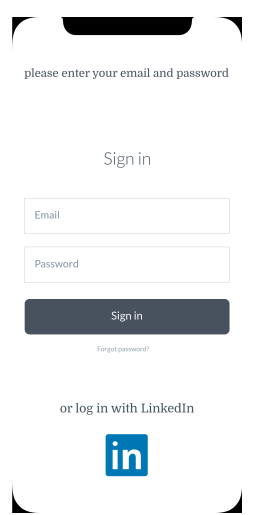 please enter your email and password
Sign in
Email
Password
Sign in
Forgot password?
or log in with LinkedIn
in